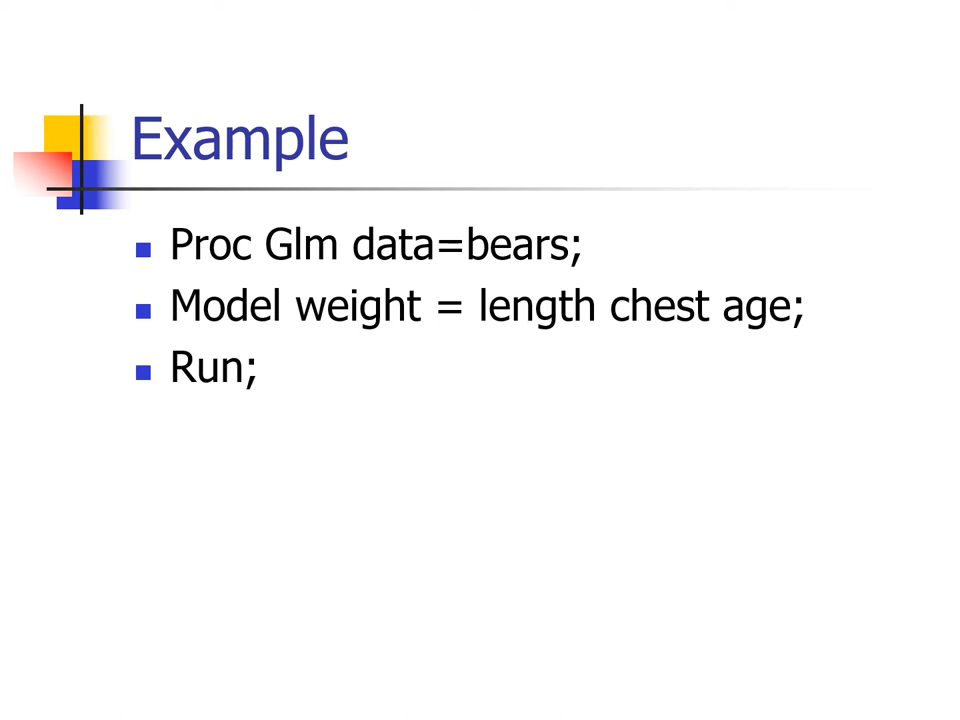 Example
Proc Glm data=bears;
Model weight = length chest age;
Run;